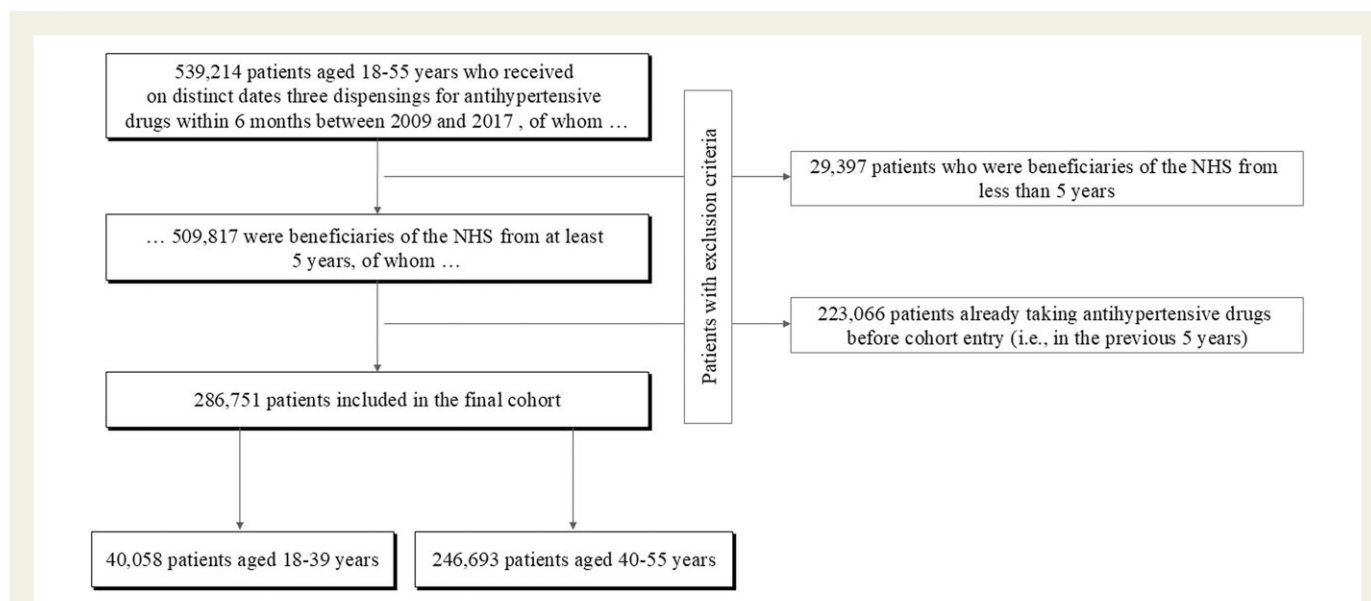 539,214 patients aged 18-55 years who received
on distinct dates three dispensings for antihypertensive
drugs within 6 months between 2009 and 2017 , of whom …
Patients with exclusion criteria
29,397 patients who were beneficiaries of the NHS from
less than 5 years
… 509,817 were beneficiaries of the NHS from at least
5 years, of whom …
223,066 patients already taking antihypertensive drugs
before cohort entry (i.e., in the previous 5 years)
286,751 patients included in the final cohort
40,058 patients aged 18-39 years
246,693 patients aged 40-55 years